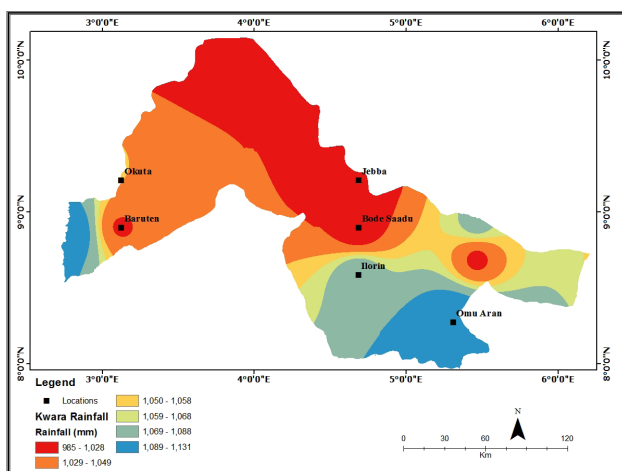 3°0'0"E 4°0'0"E 5°0'0"E 6°0'0"E
10°0'0"N 10°0'0"N
Okuta Jebba
9°0'0"N Baruten Bode Saadu 9°0'0"N
Ilorin
Omu Aran
8°0'0"N 8°0'0"N
3°0'0"E 4°0'0"E 5°0'0"E 6°0'0"E
Legend
Locations
Kwara Rainfall
Rainfall (mm)
985 - 1,028
1,029 - 1,049
1,050 - 1,058
1,059 - 1,068
1,069 - 1,088
1,089 - 1,131
N
0 30 60 120
Km